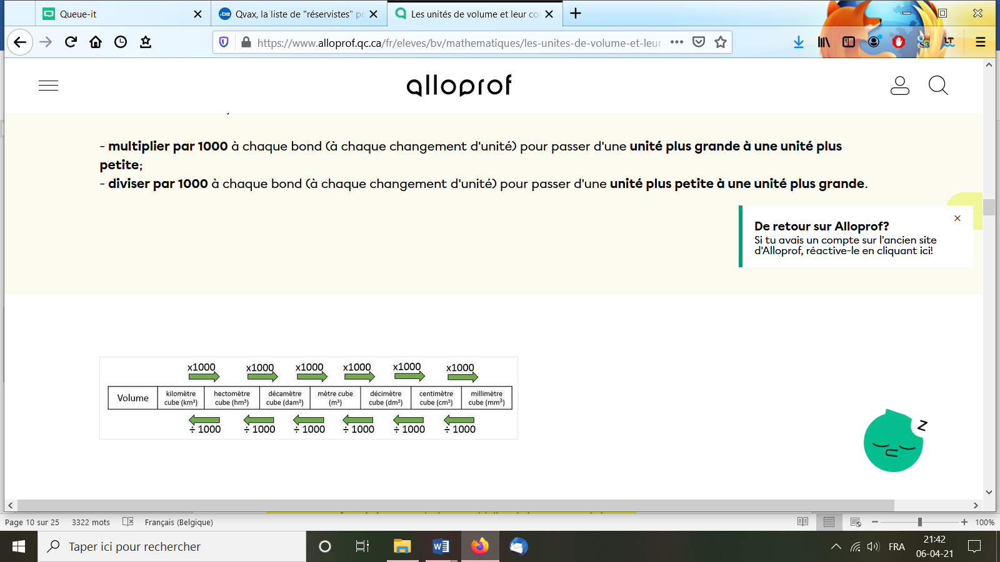 Queue-it
.be
Qvax, la liste de "réservistes" po
Les unités de volume et leur co
https://www.alloprof.qc.ca/fr/eleves/bv/mathematiques/les-unites-de-volume-et-leur-
S3
LT
alloprof
- multiplier par 1000 à chaque bond (à chaque changement d'unité) pour passer d'une unité plus grande à une unité plus
petite;
- diviser par 1000 à chaque bond (à chaque changement d'unité) pour passer d'une unité plus petite à une unité plus grande.
De retour sur Alloprof?
Si tu avais un compte sur l'ancien site
d'Alloprof, réactive-le en cliquant ici!
x1000 x1000 x1000 x1000 x1000 x1000
Volume
kilomètre
cube (km³)
hectomètre
cube (hm³)
décamètre
cube (dam³)
mètre cube
(m³)
décimètre
cube (dm³)
centimètre
cube (cm³)
millimètre
cube (mm³)
÷ 1000 ÷ 1000 ÷ 1000 ÷ 1000 ÷ 1000 ÷ 1000
Z
Page 10 sur 25 3322 mots Français (Belgique) 100%
Taper ici pour rechercher
FRA
21:42
06-04-21